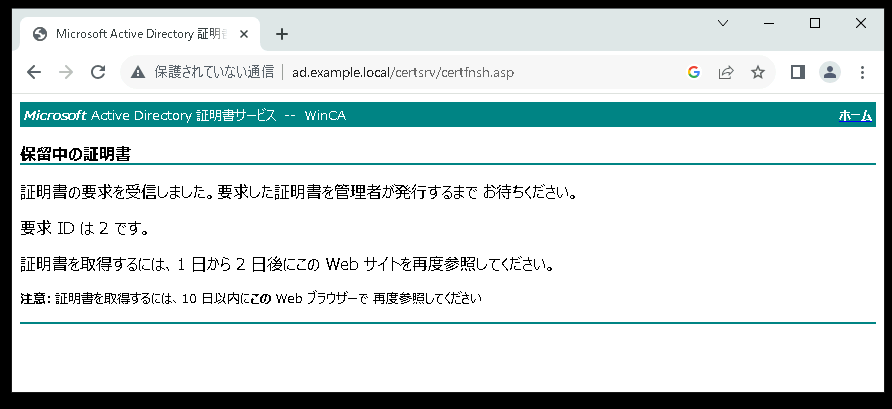 Microsoft Active Directory 証明書
保護されていない通信 | ad.example.local/certsrv/certfnsh.asp
Microsoft Active Directory 証明書サービス -- WinCA ホーム
保留中の証明書
証明書の要求を受信しました。要求した証明書を管理者が発行するまで お待ちください。
要求 ID は 2 です。
証明書を取得するには、1 日から 2 日後にこの Web サイトを再度参照してください。
注意: 証明書を取得するには、10 日以内にこの Web ブラウザーで 再度参照してください